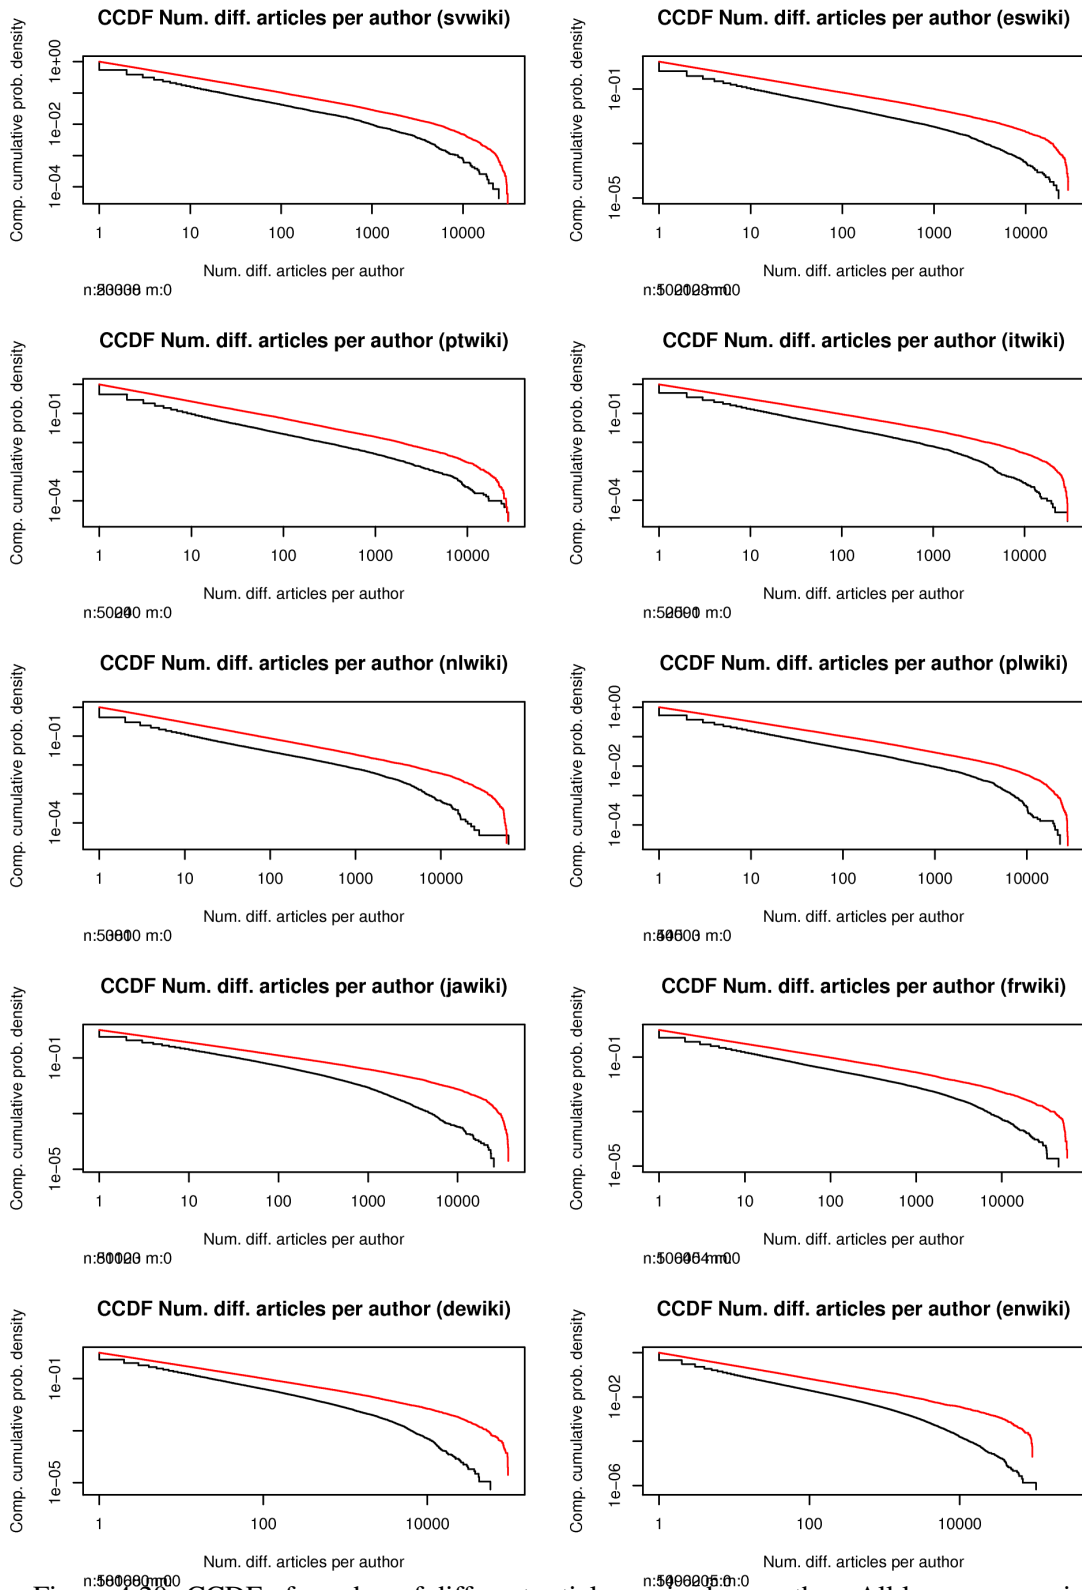 CCDF Num. diff. articles per author (svwiki)
Comp. cumulative prob. density
1e+00
1e−02
1e−04
1 10 100 1000 10000
Num. diff. articles per author
CCDF Num. diff. articles per author (eswiki)
Comp. cumulative prob. density
1e−01
1e−05
1 10 100 1000 10000
Num. diff. articles per author
CCDF Num. diff. articles per author (ptwiki)
Comp. cumulative prob. density
1e−01
1e−04
1 10 100 1000 10000
Num. diff. articles per author
CCDF Num. diff. articles per author (itwiki)
Comp. cumulative prob. density
1e−01
1e−04
1 10 100 1000 10000
Num. diff. articles per author
CCDF Num. diff. articles per author (nlwiki)
Comp. cumulative prob. density
1e−01
1e−04
1 10 100 1000 10000
Num. diff. articles per author
CCDF Num. diff. articles per author (plwiki)
Comp. cumulative prob. density
1e+00
1e−02
1e−04
1 10 100 1000 10000
Num. diff. articles per author
CCDF Num. diff. articles per author (jawiki)
Comp. cumulative prob. density
1e−01
1e−05
1 10 100 1000 10000
Num. diff. articles per author
CCDF Num. diff. articles per author (frwiki)
Comp. cumulative prob. density
1e−01
1e−05
1 10 100 1000 10000
Num. diff. articles per author
CCDF Num. diff. articles per author (dewiki)
Comp. cumulative prob. density
1e−01
1e−05
1 100 10000
Num. diff. articles per author
CCDF Num. diff. articles per author (enwiki)
Comp. cumulative prob. density
1e−02
1e−06
1 100 10000
Num. diff. articles per author